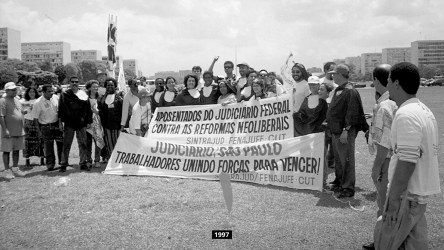 APOSENTADOS DO JUDICIÁRIO FEDERAL
CONTRA AS REFORMAS NEOLIBERAIS
SINTRAJUD FENAJUFE CUT
JUDICIÁRIO SÃO PAULO
TRABALHADORES UNINDO FORÇAS PARA VENCER!
RAJUD/FENAJUFE CUT
1997